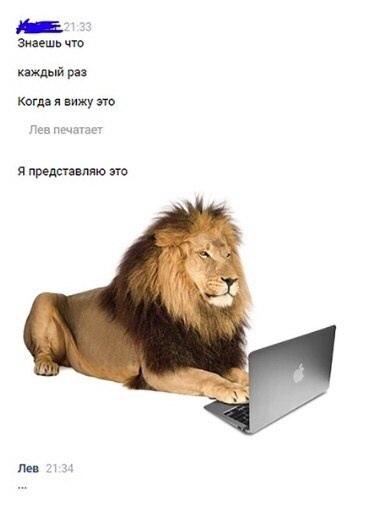 21:33
Знаешь что
каждый раз
Когда я вижу это
Лев печатает
Я представляю это
Лев 21:34
...